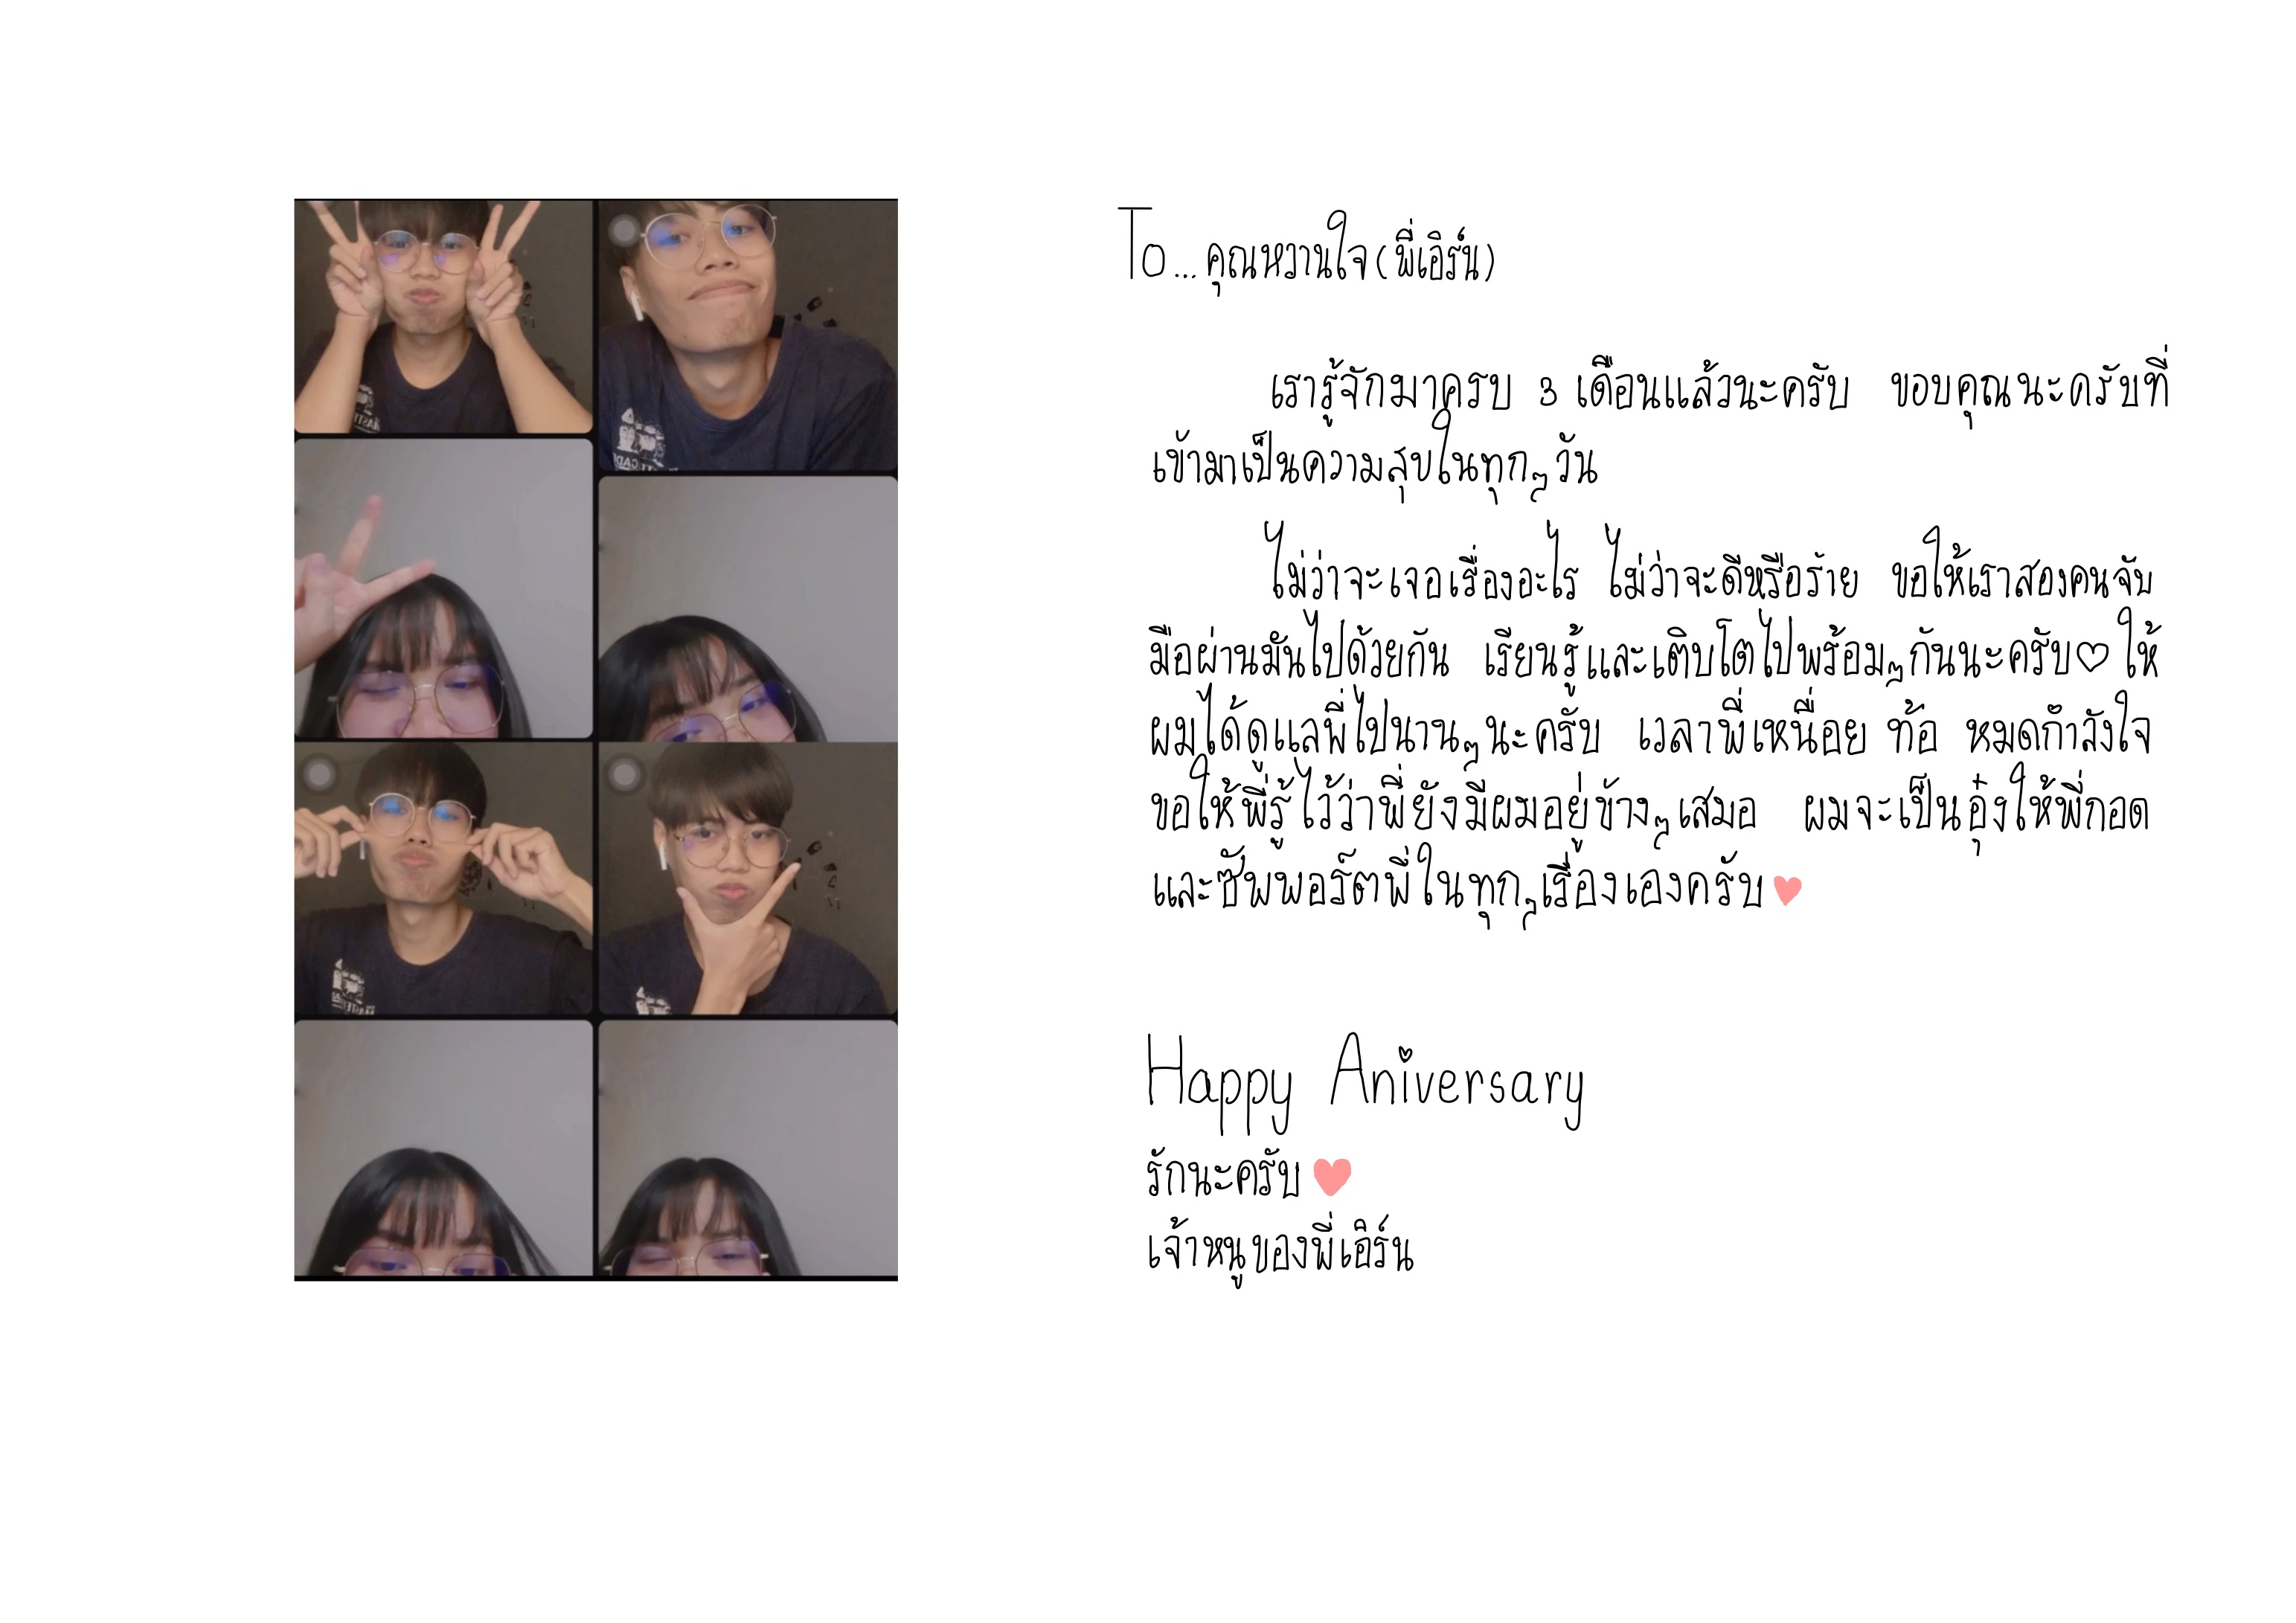 To...คุณหวานใจ(พี่เอิร์น)
เรารู้จักมาครบ 3 เดือนแล้วนะครับ ขอบคุณนะครับที่
เข้ามาเป็นความสุขในทุกๆวัน
ไม่ว่าจะเจอเรื่องอะไร ไม่ว่าจะดีหรือร้าย ขอให้เราสองคนจับ
มือผ่านมันไปด้วยกัน เรียนรู้และเติบโตไปพร้อมๆกันนะครับ♡ให้
ผมได้ดูแลพี่ไปนานๆนะครับ เวลาพี่เหนื่อย ท้อ หมดกำลังใจ
ขอให้พี่รู้ไว้ว่าพี่ยังมีผมอยู่ข้างๆเสมอ ผมจะเป็นอุ๋งให้พี่กอด
และซัพพอร์ตพี่ในทุกๆเรื่องเองครับ♥
Happy Aniversary
รักนะครับ♥
เจ้าหนูของพี่เอิร์น